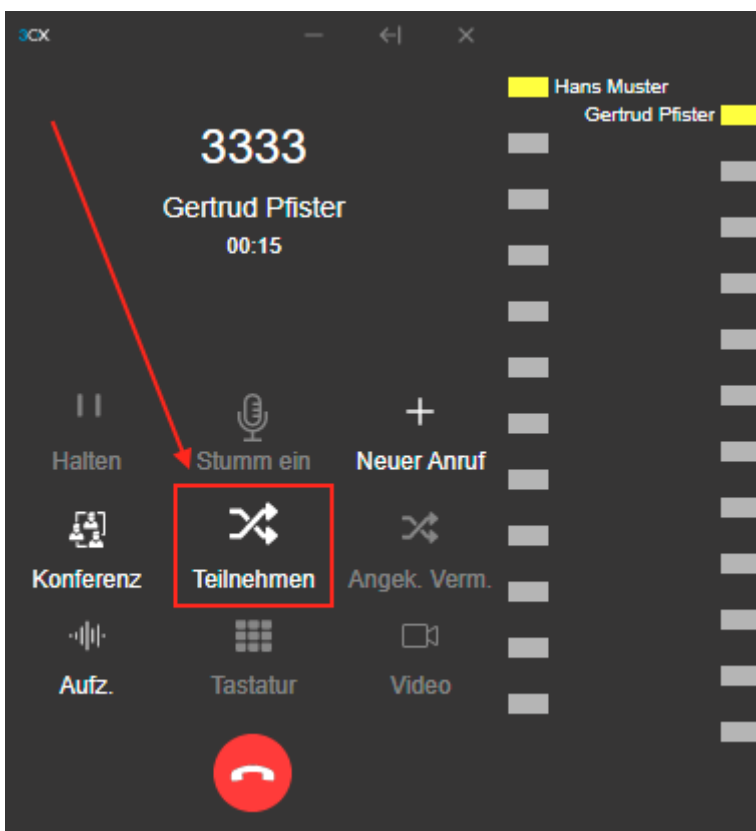 3CX
3333
Gertrud Pfister
00:15
Halten
Stumm ein
Neuer Anruf
Konferenz
Teilnehmen
Angek. Verm.
Aufz.
Tastatur
Video
Hans Muster
Gertrud Pfister